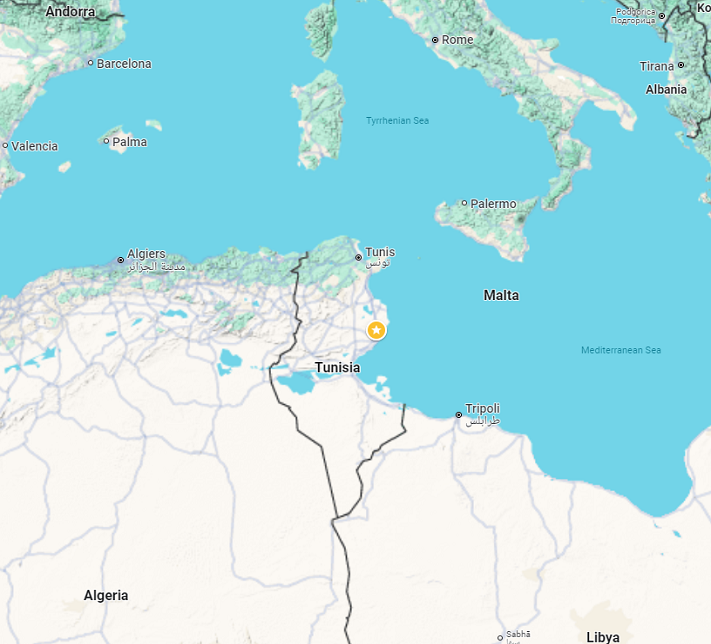 Andorra
Ko
Podgorica
Подгорица
Rome
Barcelona
Tirana
Albania
Tyrrhenian Sea
Valencia
Palma
Palermo
Algiers
مدينة الجزائر
Tunis
تونس
Malta
Mediterranean Sea
Tunisia
Tripoli
طرابلس
Algeria
Sabhā
سبها
Libya